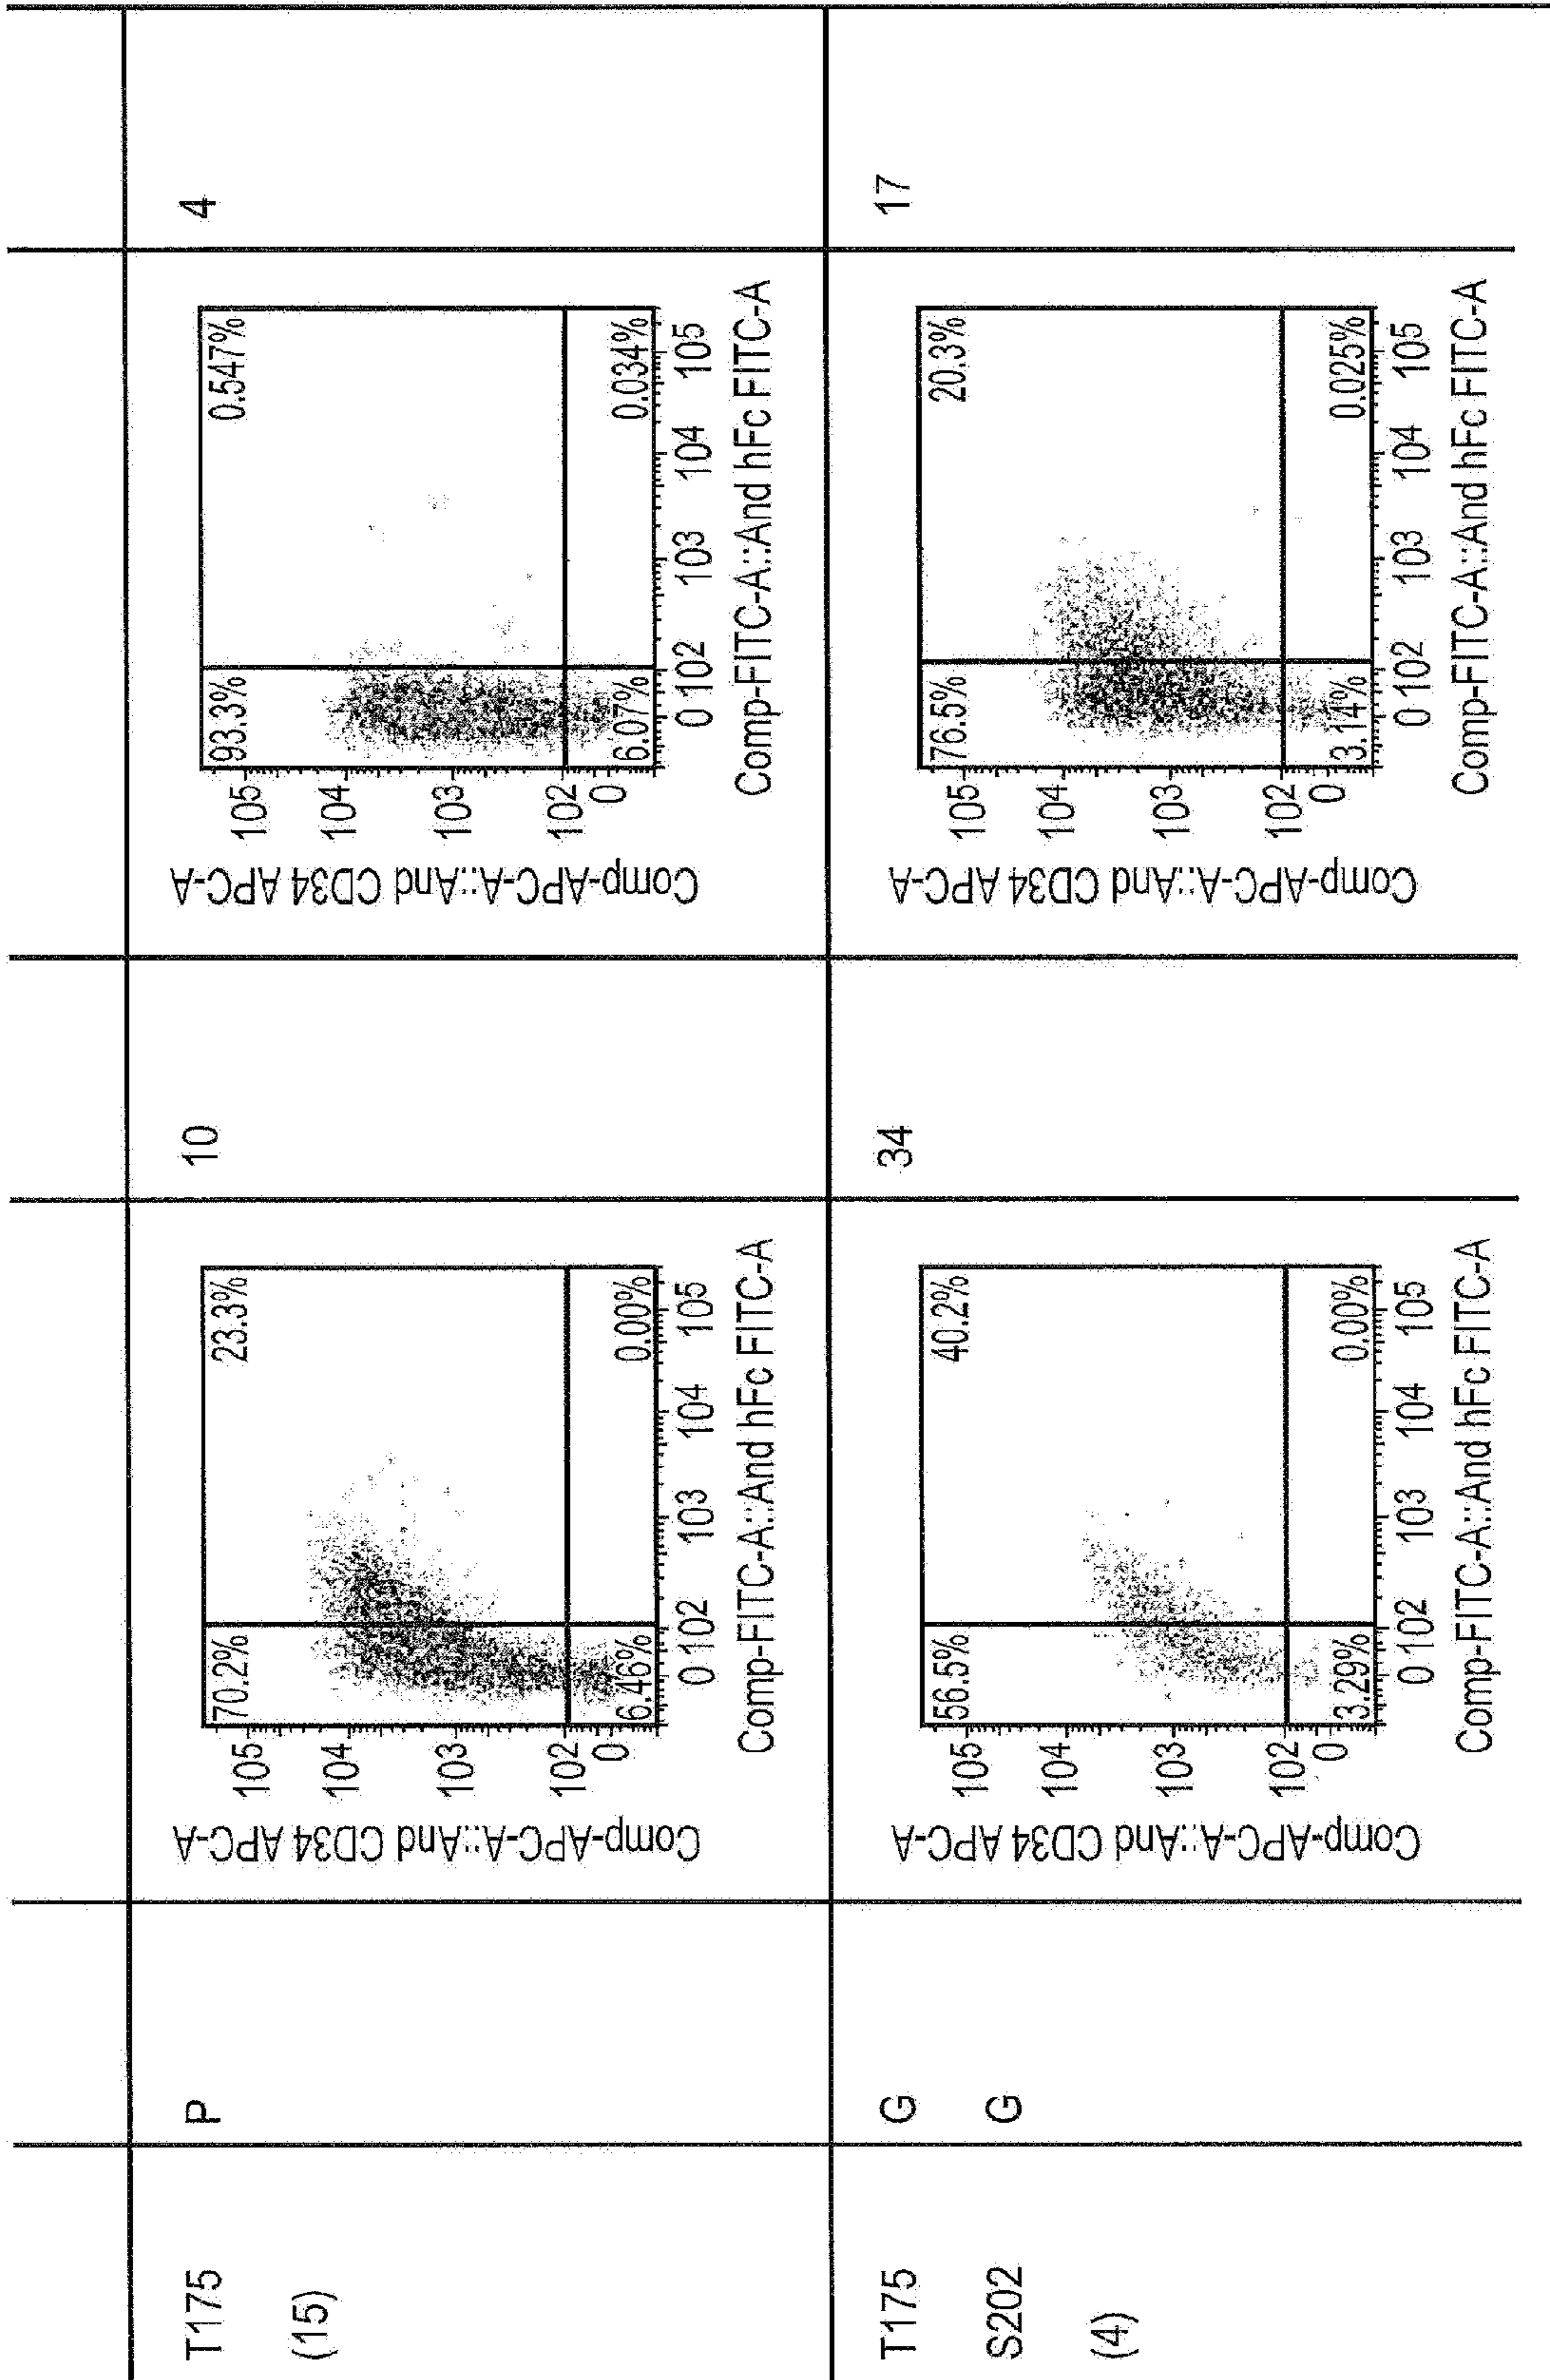 T175
(15)
P
Comp-APC-A::And CD34 APC-A
105
104
103
102
0
70.2%
23.3%
6.46%
0.00%
0 102 103 104 105
Comp-FITC-A::And hFc FITC-A
10
Comp-APC-A::And CD34 APC-A
105
104
103
102
0
93.3%
0.547%
6.07%
0.034%
0 102 103 104 105
Comp-FITC-A::And hFc FITC-A
4
T175 G
S202 G
(4)
Comp-APC-A::And CD34 APC-A
105
104
103
102
0
56.5%
40.2%
3.29%
0.00%
0 102 103 104 105
Comp-FITC-A::And hFc FITC-A
34
Comp-APC-A::And CD34 APC-A
105
104
103
102
0
76.5%
20.3%
3.14%
0.025%
0 102 103 104 105
Comp-FITC-A::And hFc FITC-A
17